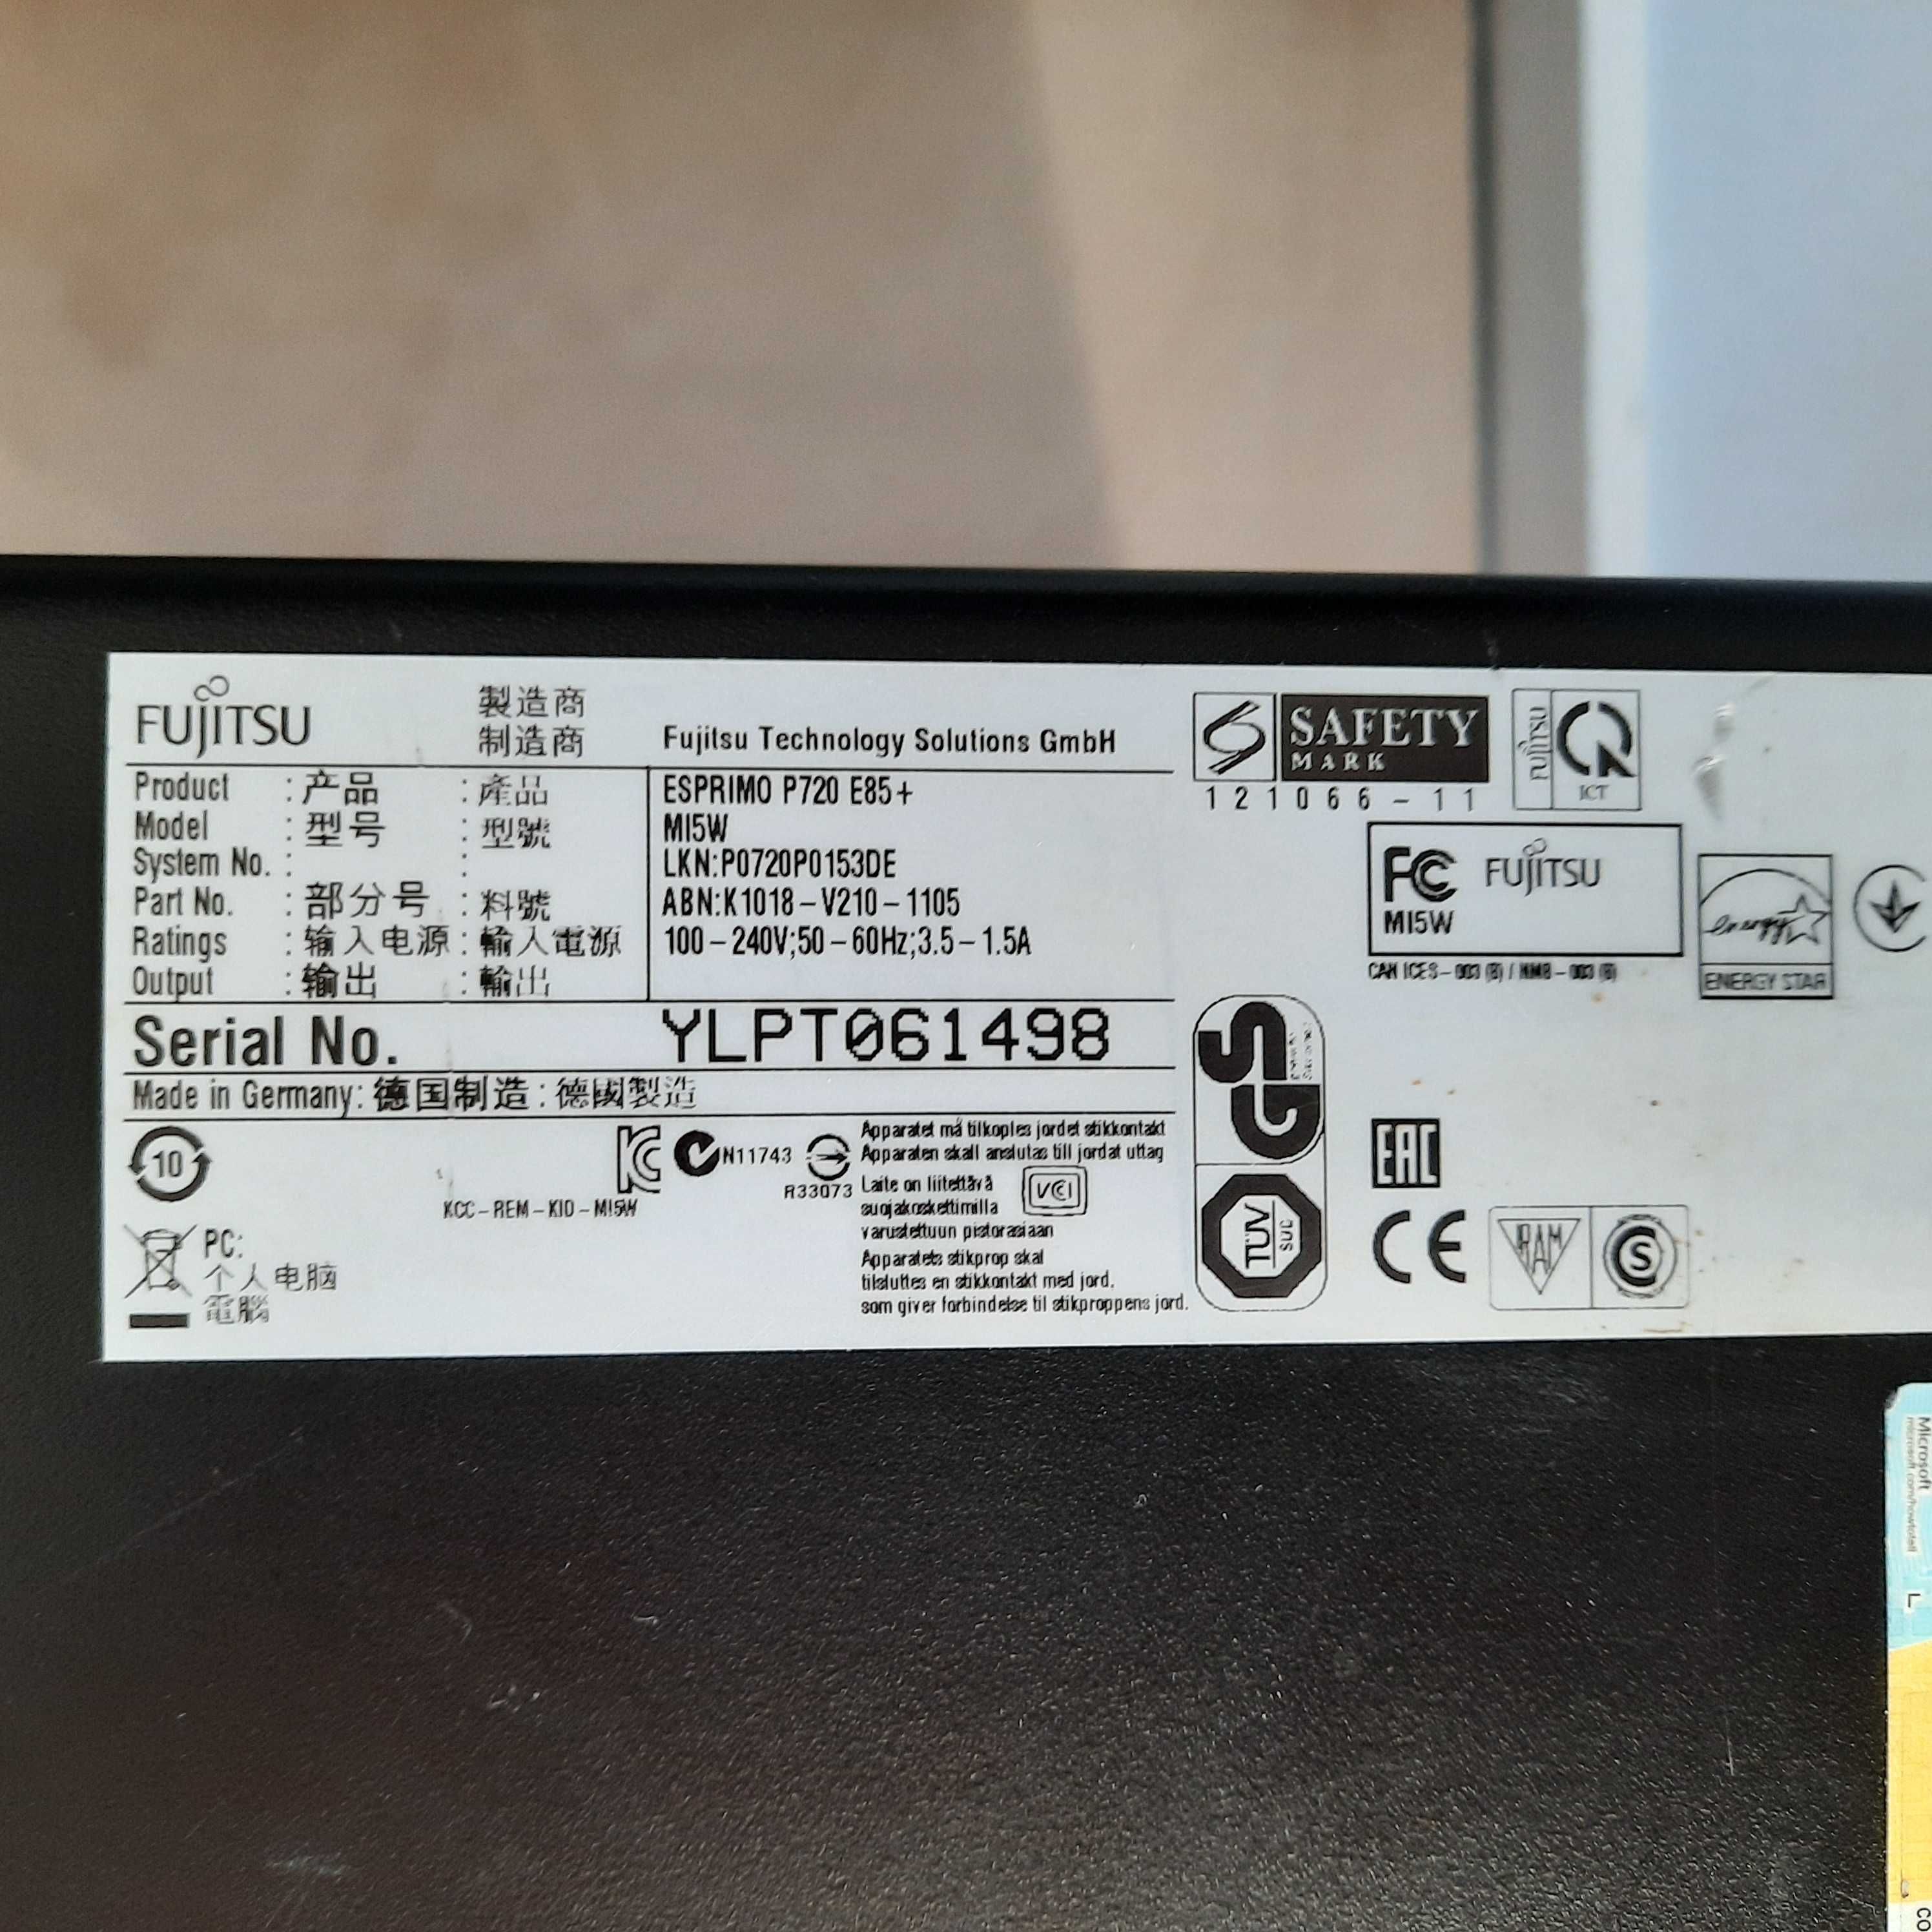 FUJITSU
製造商
制造商
Fujitsu Technology Solutions GmbH
Product : 产品 : 產品 ESPRIMO P720 E85+
Model : 型号 : 型號 MI5W
System No. : : LKN:P0720P0153DE
Part No. : 部分号 : 料號 ABN:K1018-V210-1105
Ratings : 输入电源 : 輸入電源 100-240V;50-60Hz;3.5-1.5A
Output : 输出 : 輸出
Serial No. YLPT061498
Made in Germany: 德国制造 : 德國製造
10
KCC-REM-KID-MI5W
N11743
R33073
Apparatet må tilkoples jordet stikkontakt
Apparaten skall anslutas till jordat uttag
Laite on liitettävä
suojakoskettimilla
varustettuun pistorasiaan
Apparatets stikprop skal
tilsluttes en stikkontakt med jord,
som giver forbindelse til stikproppens jord.
VCI
PC:
个人电脑
電腦
SAFETY
MARK
121066-11
FUJITSU
ICT
FC FUJITSU
MI5W
CAN ICES-003 (B) / NMB-003 (B)
energy
ENERGY STAR
GS
TÜV
SÜD
EAC
CE
IRAM
S
Microsoft
microsoft.com/howtotell